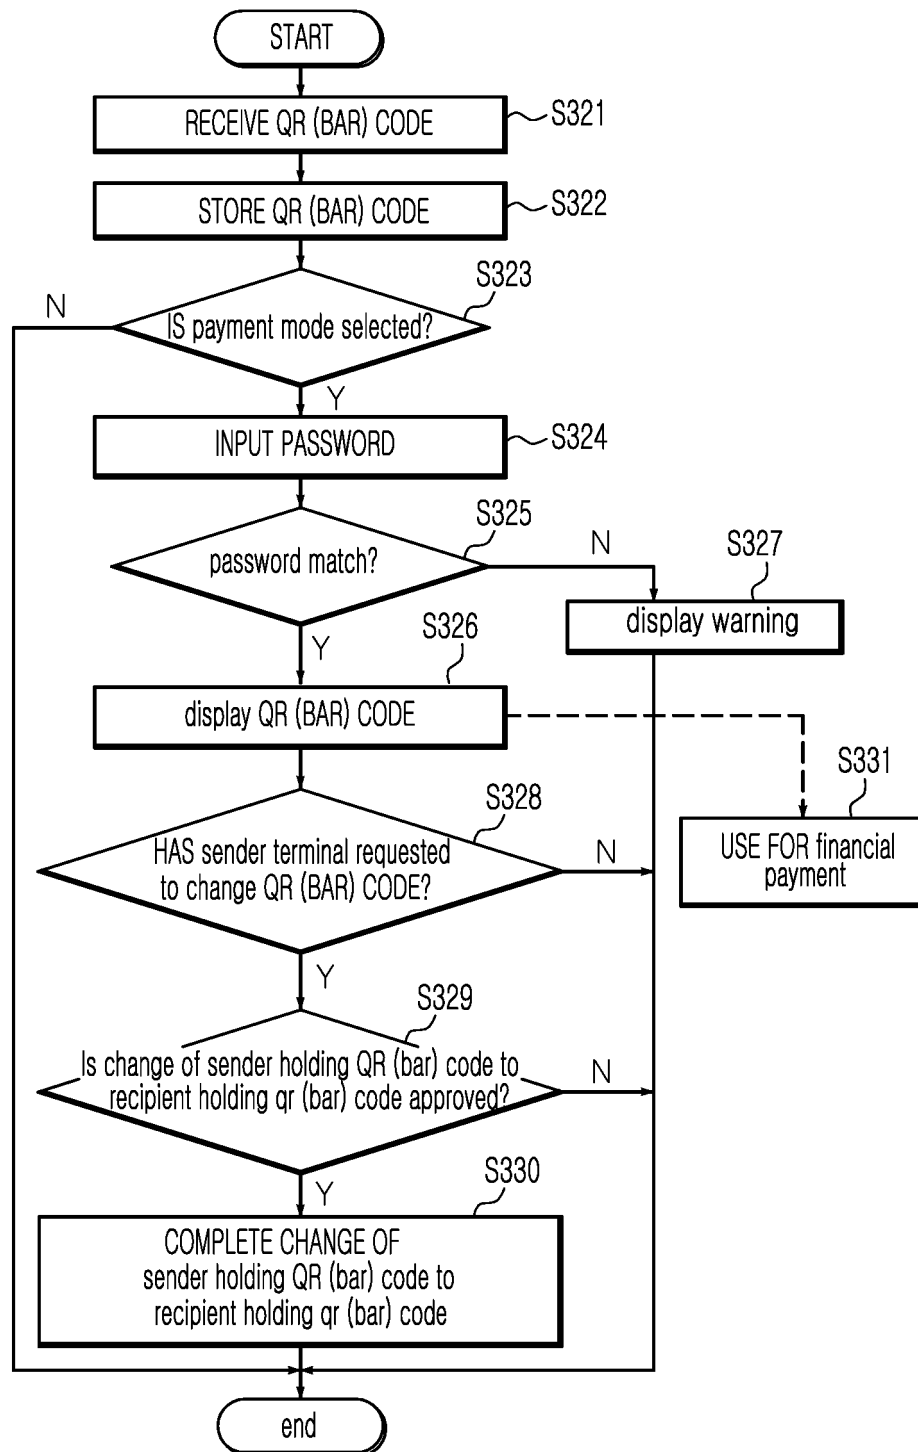 START
RECEIVE QR (BAR) CODE
S321
STORE QR (BAR) CODE
S322
S323
N
IS payment mode selected?
Y
INPUT PASSWORD
S324
S325
N
password match?
S327
display warning
Y
S326
display QR (BAR) CODE
S331
USE FOR financial
payment
S328
HAS sender terminal requested
to change QR (BAR) CODE?
N
Y
S329
Is change of sender holding QR (bar) code to
recipient holding qr (bar) code approved?
N
Y
S330
COMPLETE CHANGE OF
sender holding QR (bar) code to
recipient holding qr (bar) code
end